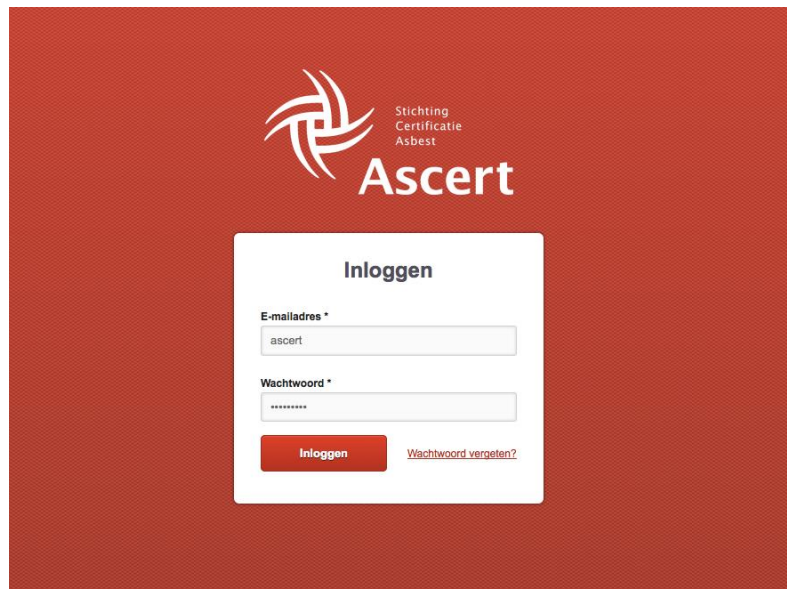 Stichting
Certificatie
Asbest
Ascert
Inloggen
E-mailadres *
ascert
Wachtwoord *
•••••••••
Inloggen
Wachtwoord vergeten?